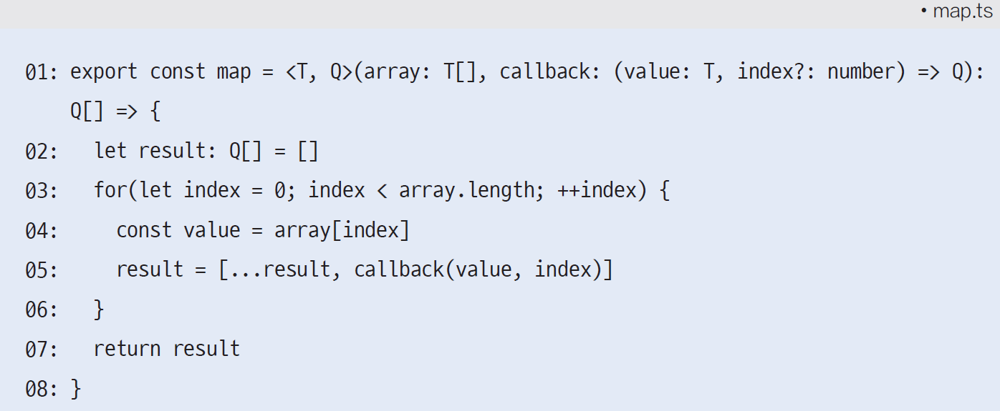 • map.ts
01: export const map = <T, Q>(array: T[], callback: (value: T, index?: number) => Q):
Q[] => {
02:   let result: Q[] = []
03:   for(let index = 0; index < array.length; ++index) {
04:     const value = array[index]
05:     result = [...result, callback(value, index)]
06:   }
07:   return result
08: }